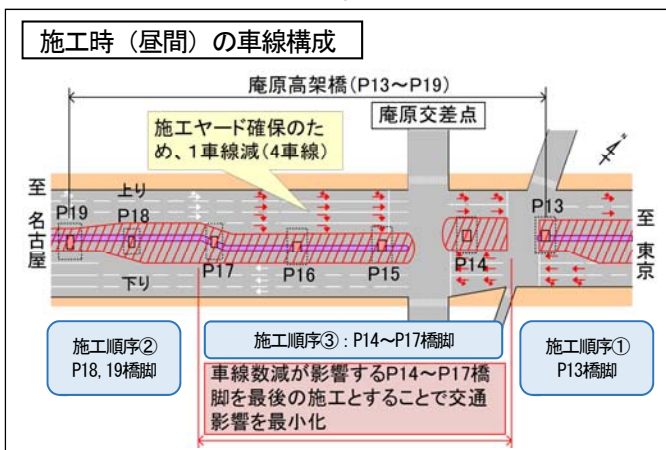 施工時（昼間）の車線構成
庵原高架橋(P13～P19)
庵原交差点
施工ヤード確保のた
め、1車線減(4車線)
至 名古屋
上り
下り
P19
P18
P17
P16
P15
P14
P13
至 東京
N
施工順序②
P18, 19橋脚
施工順序③：P14～P17橋脚
車線数減が影響するP14～P17橋
脚を最後の施工とすることで交通
影響を最小化
施工順序①
P13橋脚